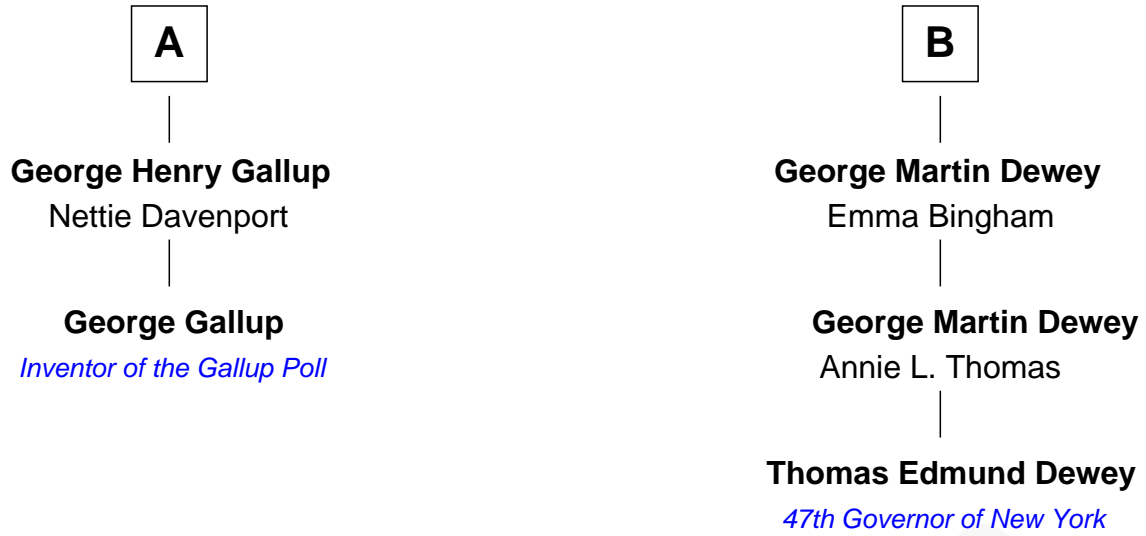 A
George Henry Gallup
Nettie Davenport
George Gallup
Inventor of the Gallup Poll
B
George Martin Dewey
Emma Bingham
George Martin Dewey
Annie L. Thomas
Thomas Edmund Dewey
47th Governor of New York